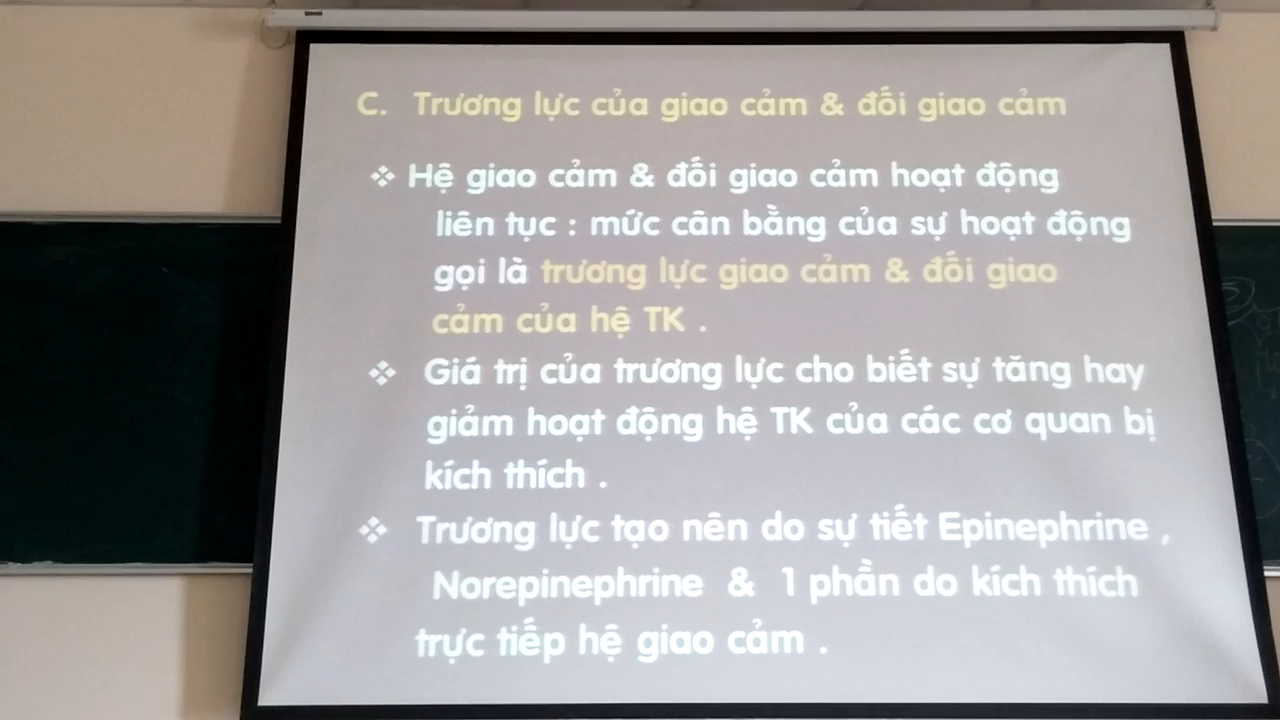 C. Trương lực của giao cảm & đối giao cảm
❖ Hệ giao cảm & đối giao cảm hoạt động
liên tục : mức cân bằng của sự hoạt động
gọi là trương lực giao cảm & đối giao
cảm của hệ TK .
❖ Giá trị của trương lực cho biết sự tăng hay
giảm hoạt động hệ TK của các cơ quan bị
kích thích .
❖ Trương lực tạo nên do sự tiết Epinephrine ,
Norepinephrine & 1 phần do kích thích
trực tiếp hệ giao cảm .